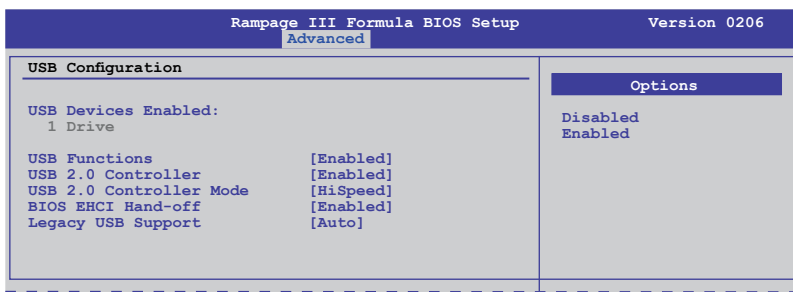 Rampage III Formula BIOS Setup Version 0206
Advanced
USB Configuration
USB Devices Enabled:
1 Drive
USB Functions [Enabled]
USB 2.0 Controller [Enabled]
USB 2.0 Controller Mode [HiSpeed]
BIOS EHCI Hand-off [Enabled]
Legacy USB Support [Auto]
Options
Disabled
Enabled